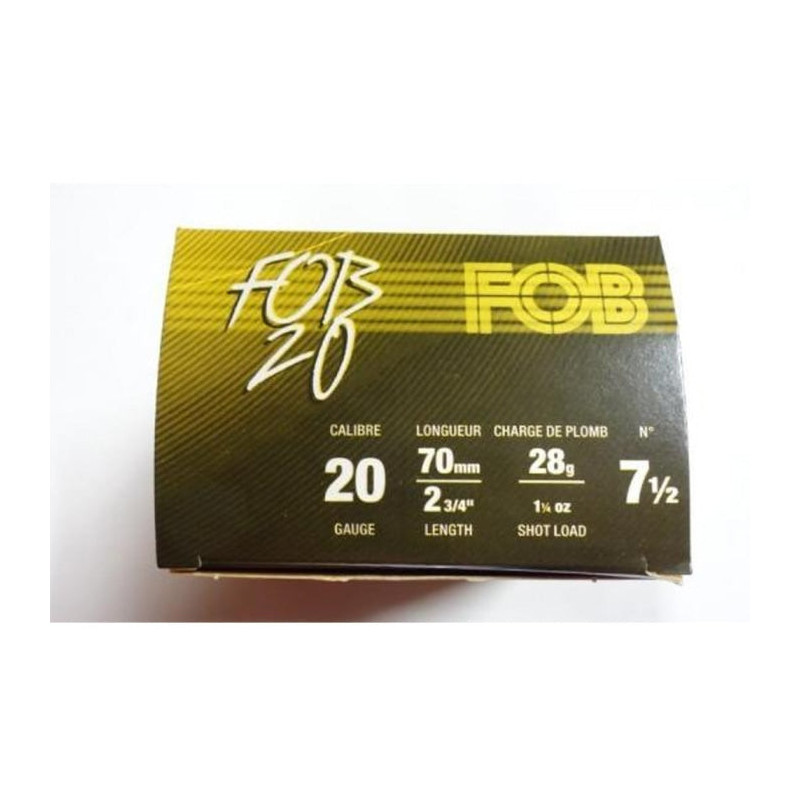 FOB
20
FOB
CALIBRE LONGUEUR CHARGE DE PLOMB N°
20 70mm 28g 7½
2 3/4" 1¼ oz
GAUGE LENGTH SHOT LOAD